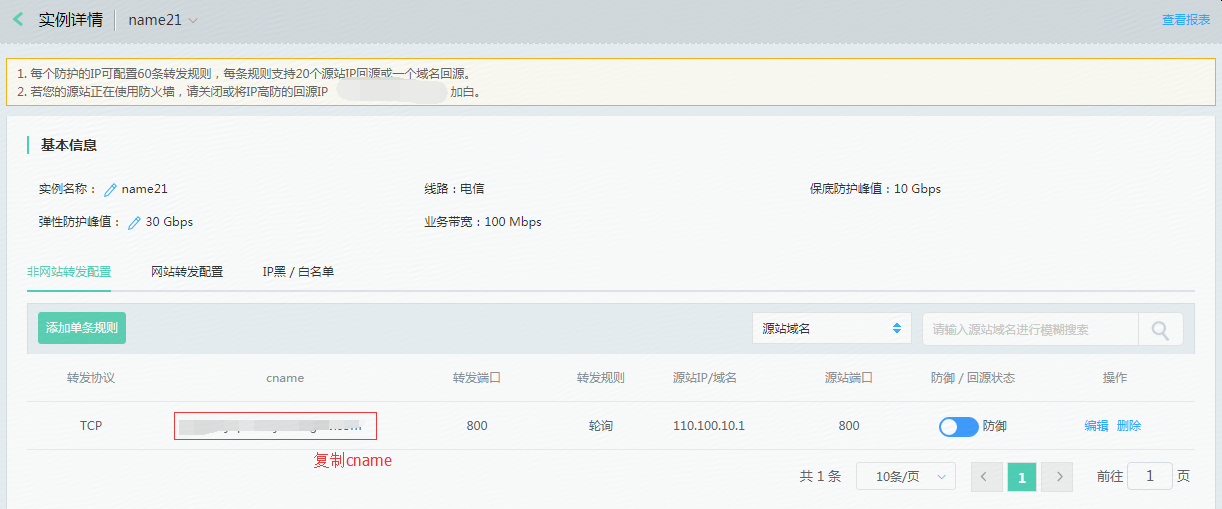 实例详情 name21 查看报表
1. 每个防护的IP可配置60条转发规则，每条规则支持20个源站IP回源或一个域名回源。
2. 若您的源站正在使用防火墙，请关闭或将IP高防的回源IP 加白。
基本信息
实例名称： name21 线路：电信 保底防护峰值：10 Gbps
弹性防护峰值： 30 Gbps 业务带宽：100 Mbps
非网站转发配置 网站转发配置 IP黑 / 白名单
添加单条规则 源站域名 请输入源站域名进行模糊搜索
转发协议 cname 转发端口 转发规则 源站IP/域名 源站端口 防御 / 回源状态 操作
TCP 800 轮询 110.100.10.1 800 防御 编辑 删除
复制cname
共 1 条 10条/页 1 前往 1 页